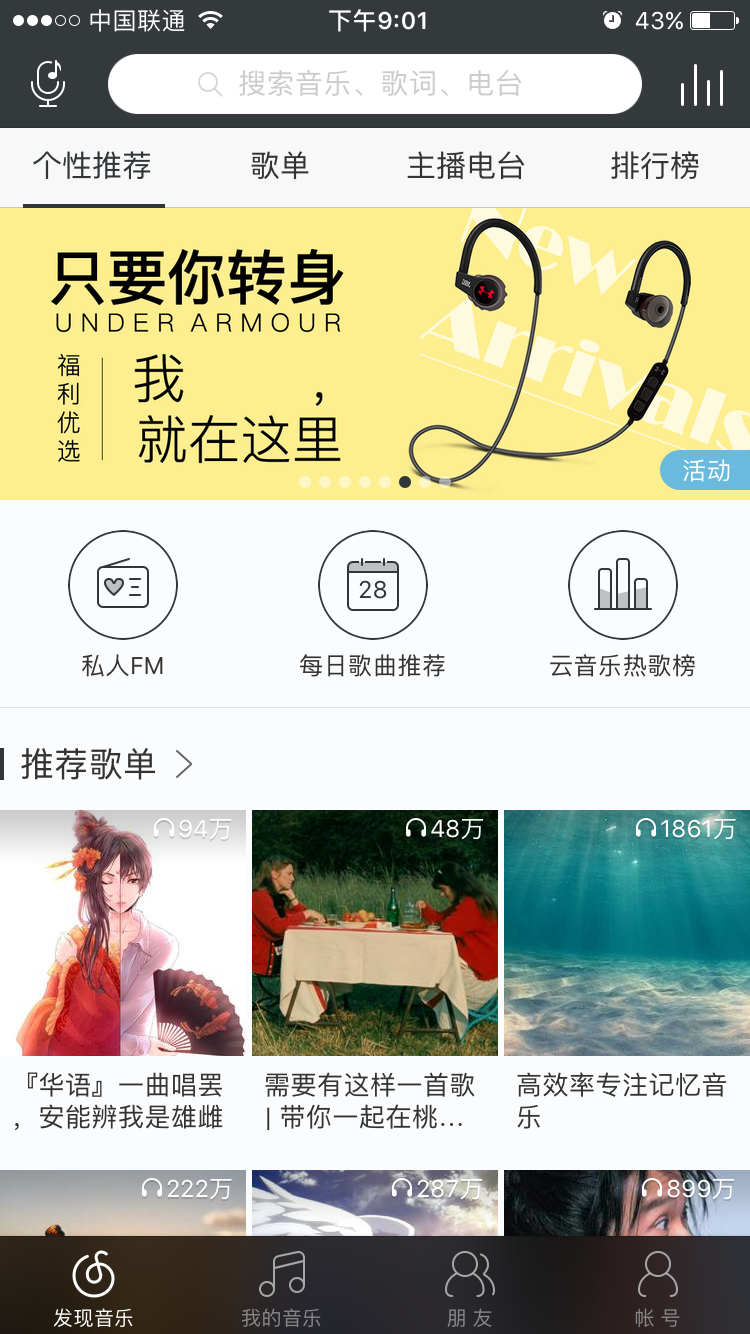 中国联通
下午9:01
43%
搜索音乐、歌词、电台
个性推荐
歌单
主播电台
排行榜
New
Arrivals
只要你转身
UNDER ARMOUR
福利优选
我 ,
就在这里
JBL
活动
28
私人FM
每日歌曲推荐
云音乐热歌榜
推荐歌单
94万
48万
1861万
『华语』一曲唱罢
，安能辨我是雄雌
需要有这样一首歌
| 带你一起在桃...
高效率专注记忆音
乐
222万
287万
899万
发现音乐
我的音乐
朋友
帐号